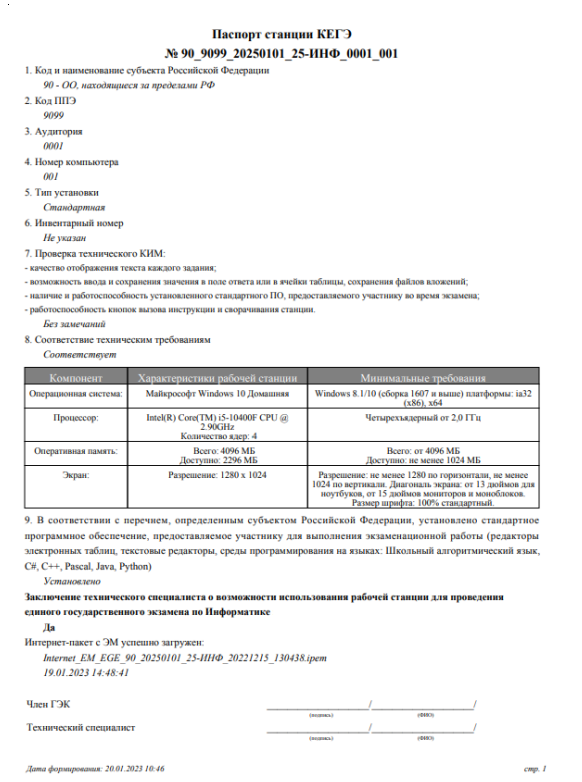 Паспорт станции КЕГЭ
№ 90_9099_20250101_25-ИНФ_0001_001
1. Код и наименование субъекта Российской Федерации
90 - ОО, находящиеся за пределами РФ
2. Код ППЭ
9099
3. Аудитория
0001
4. Номер компьютера
001
5. Тип установки
Стандартная
6. Инвентарный номер
Не указан
7. Проверка технического КИМ:
- качество отображения текста каждого задания;
- возможность ввода и сохранения значения в поле ответа или в ячейки таблицы, сохранения файлов вложений;
- наличие и работоспособность установленного стандартного ПО, предоставляемого участнику во время экзамена;
- работоспособность кнопок вызова инструкции и сворачивания станции.
Без замечаний
8. Соответствие техническим требованиям
Соответствует
Компонент Характеристики рабочей станции Минимальные требования
Операционная система: Майкрософт Windows 10 Домашняя Windows 8.1/10 (сборка 1607 и выше) платформы: ia32
(x86), x64
Процессор: Intel(R) Core(TM) i5-10400F CPU @ Четырехъядерный от 2,0 ГГц
2.90GHz
Количество ядер: 4
Оперативная память: Всего: 4096 МБ Всего: от 4096 МБ
Доступно: 2296 МБ Доступно: не менее 1024 МБ
Экран: Разрешение: 1280 x 1024 Разрешение: не менее 1280 по горизонтали, не менее
1024 по вертикали. Диагональ экрана: от 13 дюймов для
ноутбуков, от 15 дюймов мониторов и моноблоков.
Размер шрифта: 100% стандартный.
9. В соответствии с перечнем, определенным субъектом Российской Федерации, установлено стандартное
программное обеспечение, предоставляемое участнику для выполнения экзаменационной работы (редакторы
электронных таблиц, текстовые редакторы, среды программирования на языках: Школьный алгоритмический язык,
C#, C++, Pascal, Java, Python)
Установлено
Заключение технического специалиста о возможности использования рабочей станции для проведения
единого государственного экзамена по Информатике
Да
Интернет-пакет с ЭМ успешно загружен:
Internet_EM_EGE_90_20250101_25-ИНФ_20221215_130438.ipem
19.01.2023 14:48:41
Член ГЭК / /
(подпись) (ФИО)
Технический специалист / /
(подпись) (ФИО)
Дата формирования: 20.01.2023 10:46 стр. 1